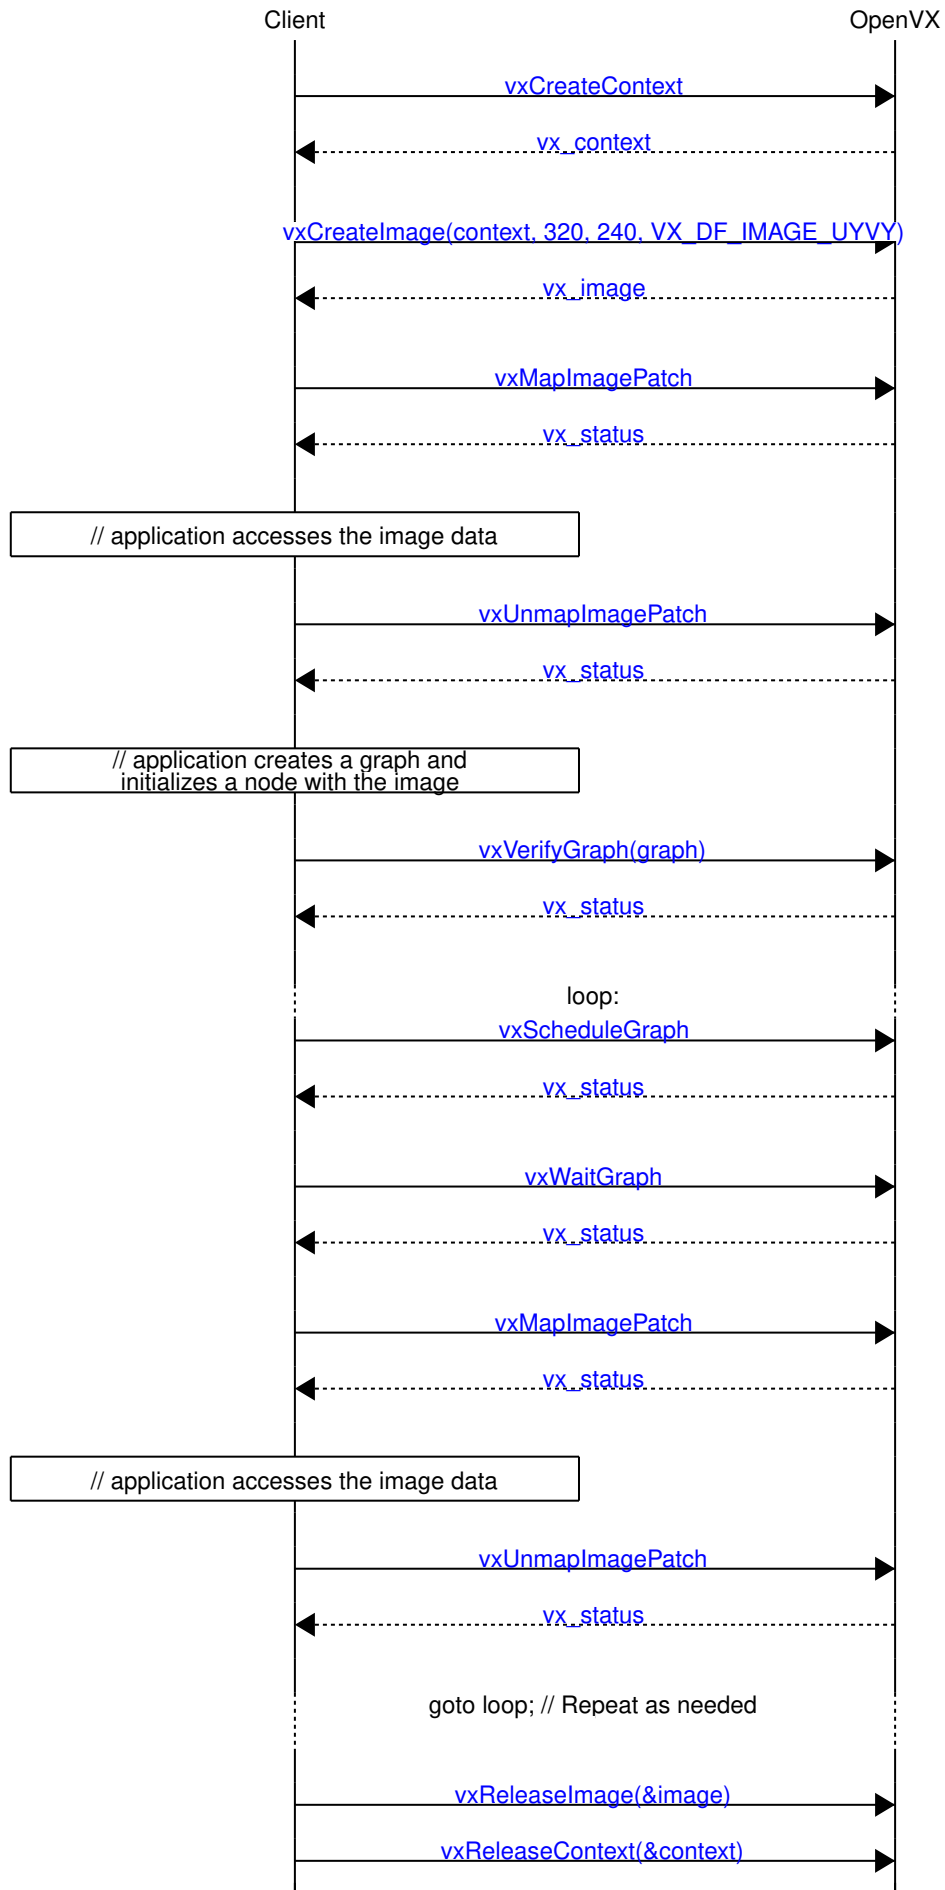 Client
OpenVX
vxCreateContext
vx_context
vxCreateImage(context, 320, 240, VX_DF_IMAGE_UYVY)
vx_image
vxMapImagePatch
vx_status
// application accesses the image data
vxUnmapImagePatch
vx_status
// application creates a graph and
initializes a node with the image
vxVerifyGraph(graph)
vx_status
loop:
vxScheduleGraph
vx_status
vxWaitGraph
vx_status
vxMapImagePatch
vx_status
// application accesses the image data
vxUnmapImagePatch
vx_status
goto loop; // Repeat as needed
vxReleaseImage(&image)
vxReleaseContext(&context)